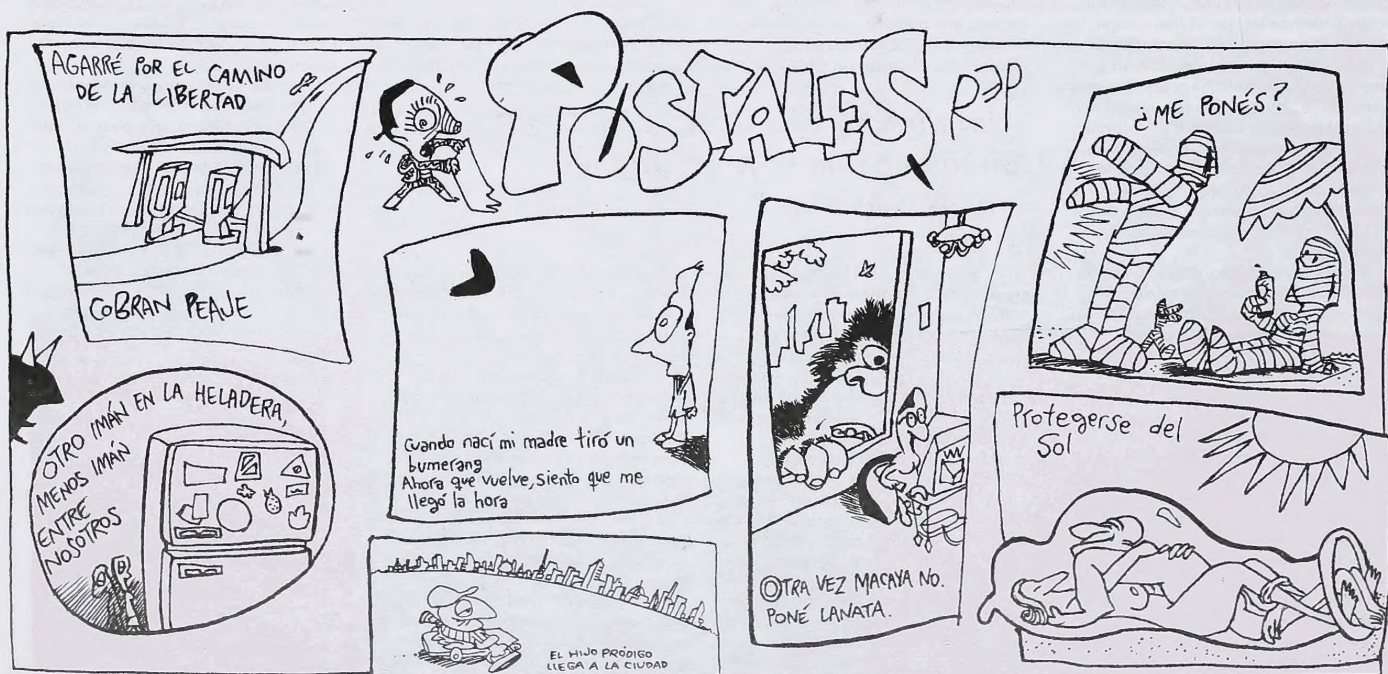 POSTALES REP
AGARRÉ POR EL CAMINO
DE LA LIBERTAD
COBRAN PEAJE
OTRO IMÁN EN LA HELADERA,
MENOS IMÁN
ENTRE
NOSOTROS
Cuando nací mi madre tiró un
bumerang
Ahora que vuelve, siento que me
llegó la hora
EL HIJO PRÓDIGO
LLEGA A LA CIUDAD
OTRA VEZ MACAYA NO.
PONÉ LANATA.
¿ME PONÉS?
Protegerse del
Sol